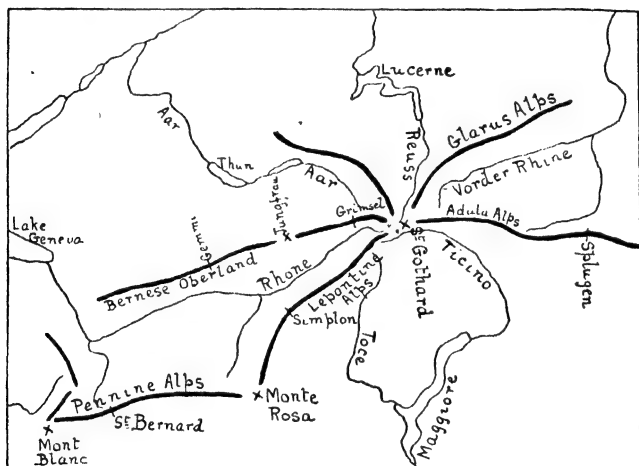 Lucerne
Aar
Reuss
Glarus Alps
Thun
Aar
Vorder Rhine
Jungfrau
Grimsel
Adula Alps
Lake
Geneva
Gemmi
St Gothard
Splugen
Bernese Oberland
Rhone
Lepontine
Alps
Ticino
Simplon
Toce
Pennine Alps
Monte
Rosa
St Bernard
Maggiore
Mont
Blanc